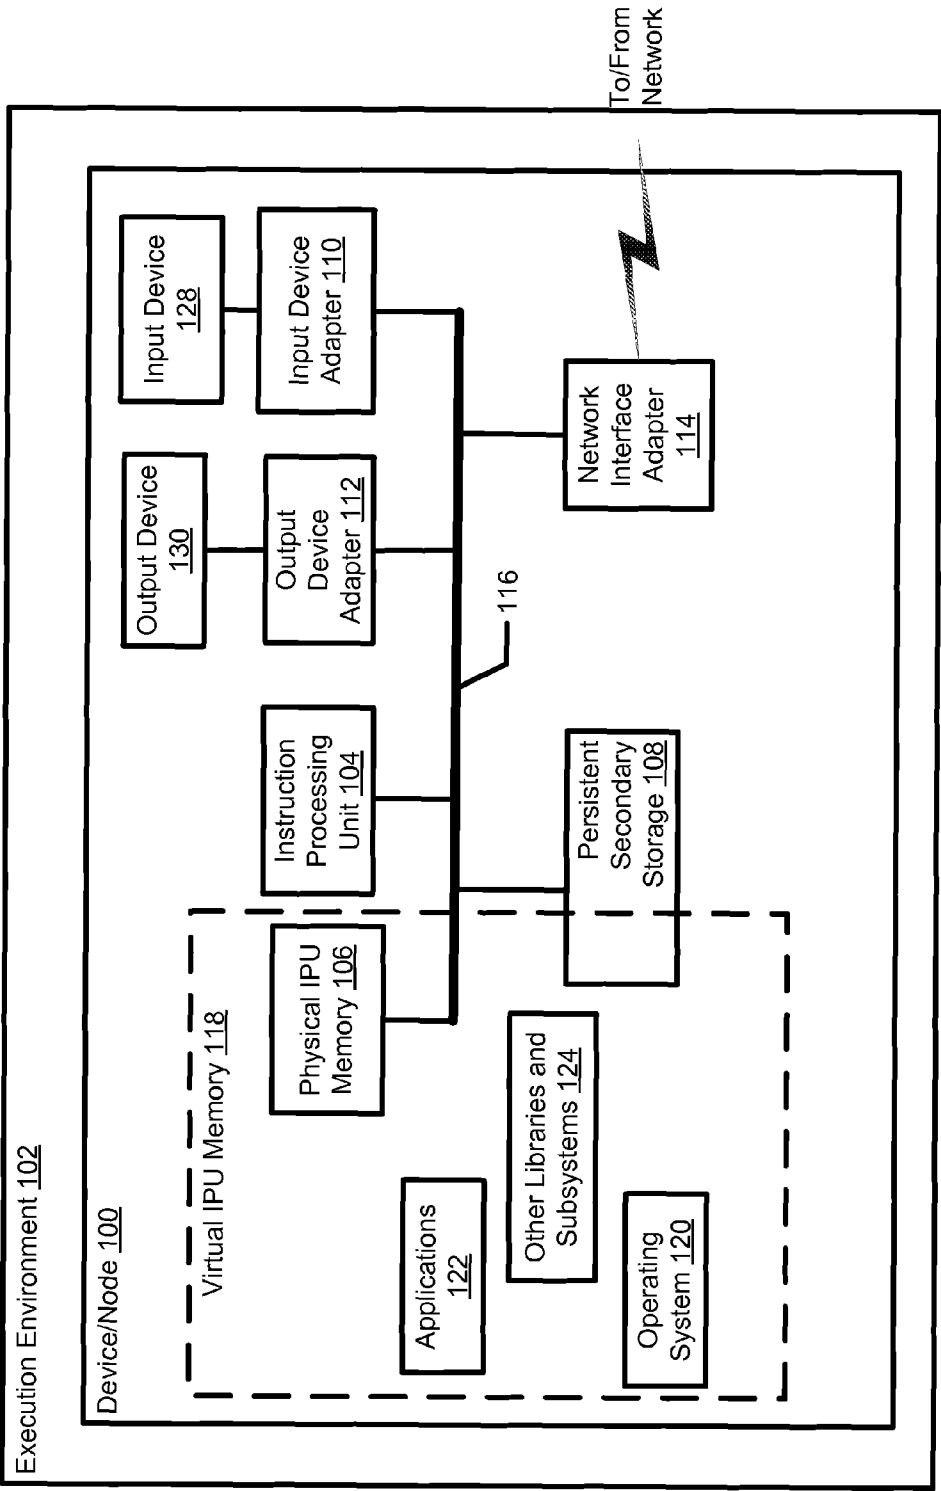 Execution Environment 102
Device/Node 100
Virtual IPU Memory 118
Output Device
130
Input Device
128
Physical IPU
Memory 106
Instruction
Processing
Unit 104
Output
Device
Adapter 112
Input Device
Adapter 110
116
Applications
122
Other Libraries and
Subsystems 124
Operating
System 120
Persistent
Secondary
Storage 108
Network
Interface
Adapter
114
To/From
Network